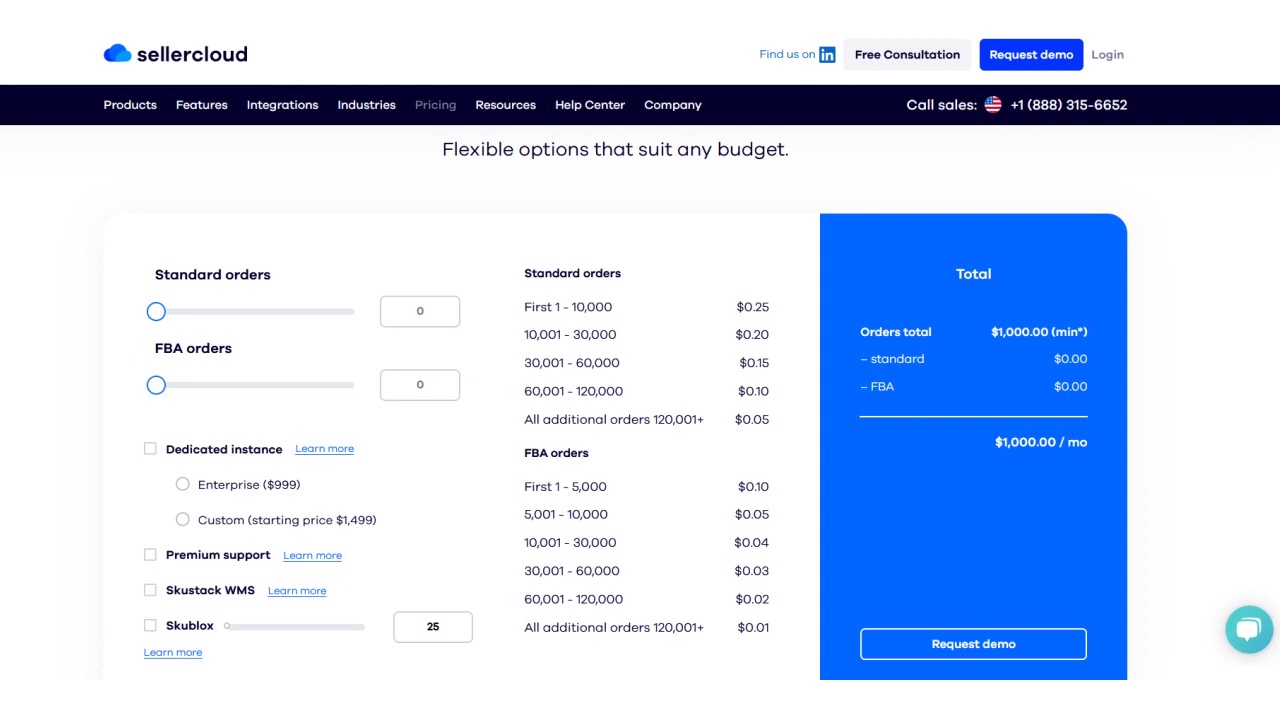 sellercloud
Find us on in Free Consultation Request demo Login
Products Features Integrations Industries Pricing Resources Help Center Company Call sales: +1 (888) 315-6652
Flexible options that suit any budget.
Standard orders
0
FBA orders
0
Dedicated instance Learn more
Enterprise ($999)
Custom (starting price $1,499)
Premium support Learn more
Skustack WMS Learn more
Skublox 25
Learn more
Standard orders
First 1 - 10,000 $0.25
10,001 - 30,000 $0.20
30,001 - 60,000 $0.15
60,001 - 120,000 $0.10
All additional orders 120,001+ $0.05
FBA orders
First 1 - 5,000 $0.10
5,001 - 10,000 $0.05
10,001 - 30,000 $0.04
30,001 - 60,000 $0.03
60,001 - 120,000 $0.02
All additional orders 120,001+ $0.01
Total
Orders total $1,000.00 (min*)
– standard $0.00
– FBA $0.00
$1,000.00 / mo
Request demo